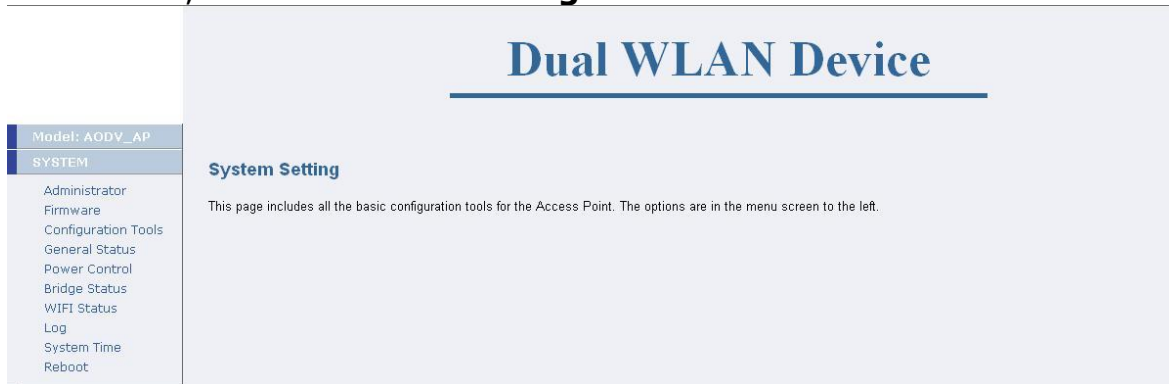 Dual WLAN Device
Model: AODV_AP
SYSTEM
Administrator
Firmware
Configuration Tools
General Status
Power Control
Bridge Status
WIFI Status
Log
System Time
Reboot
System Setting
This page includes all the basic configuration tools for the Access Point. The options are in the menu screen to the left.